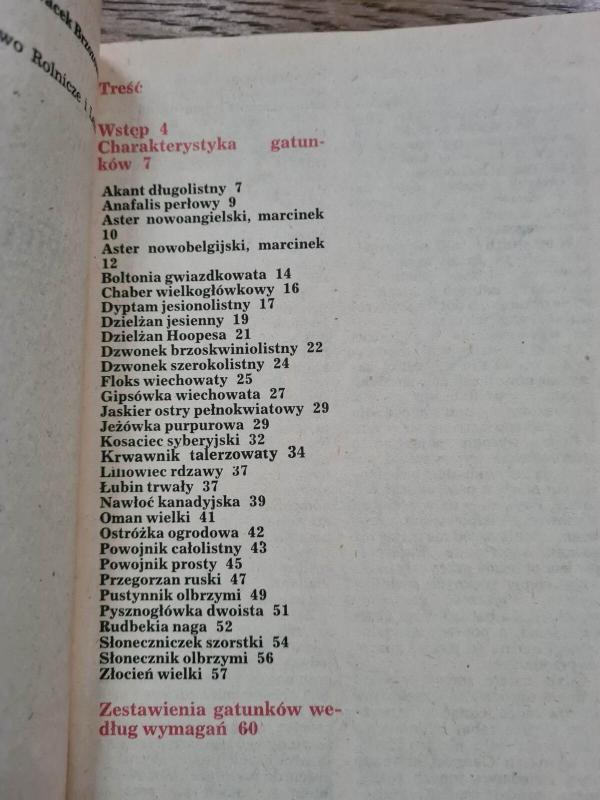 acek Brzo
wo Rolnicze i Le
Treść
Wstęp 4
Charakterystyka gatun-
ków 7
Akant długolistny 7
Anafalis perłowy 9
Aster nowoangielski, marcinek
10
Aster nowobelgijski, marcinek
12
Boltonia gwiazdkowata 14
Chaber wielkogłówkowy 16
Dyptam jesionolistny 17
Dzielżan jesienny 19
Dzielżan Hoopesa 21
Dzwonek brzoskwiniolistny 22
Dzwonek szerokolistny 24
Floks wiechowaty 25
Gipsówka wiechowata 27
Jaskier ostry pełnokwiatowy 29
Jeżówka purpurowa 29
Kosaciec syberyjski 32
Krwawnik talerzowaty 34
Liliowiec rdzawy 37
Łubin trwały 37
Nawłoć kanadyjska 39
Oman wielki 41
Ostróżka ogrodowa 42
Powojnik całolistny 43
Powojnik prosty 45
Przegorzan ruski 47
Pustynnik olbrzymi 49
Pysznogłówka dwoista 51
Rudbekia naga 52
Słoneczniczek szorstki 54
Słonecznik olbrzymi 56
Złocień wielki 57
Zestawienia gatunków we-
dług wymagań 60